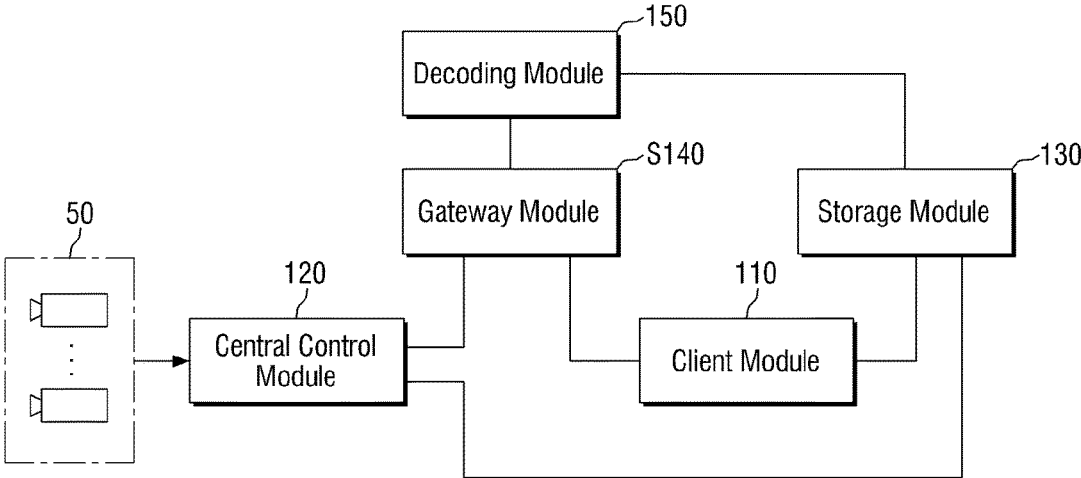 150
Decoding Module
S140
130
Gateway Module
Storage Module
50
120
110
Central Control
Module
Client Module